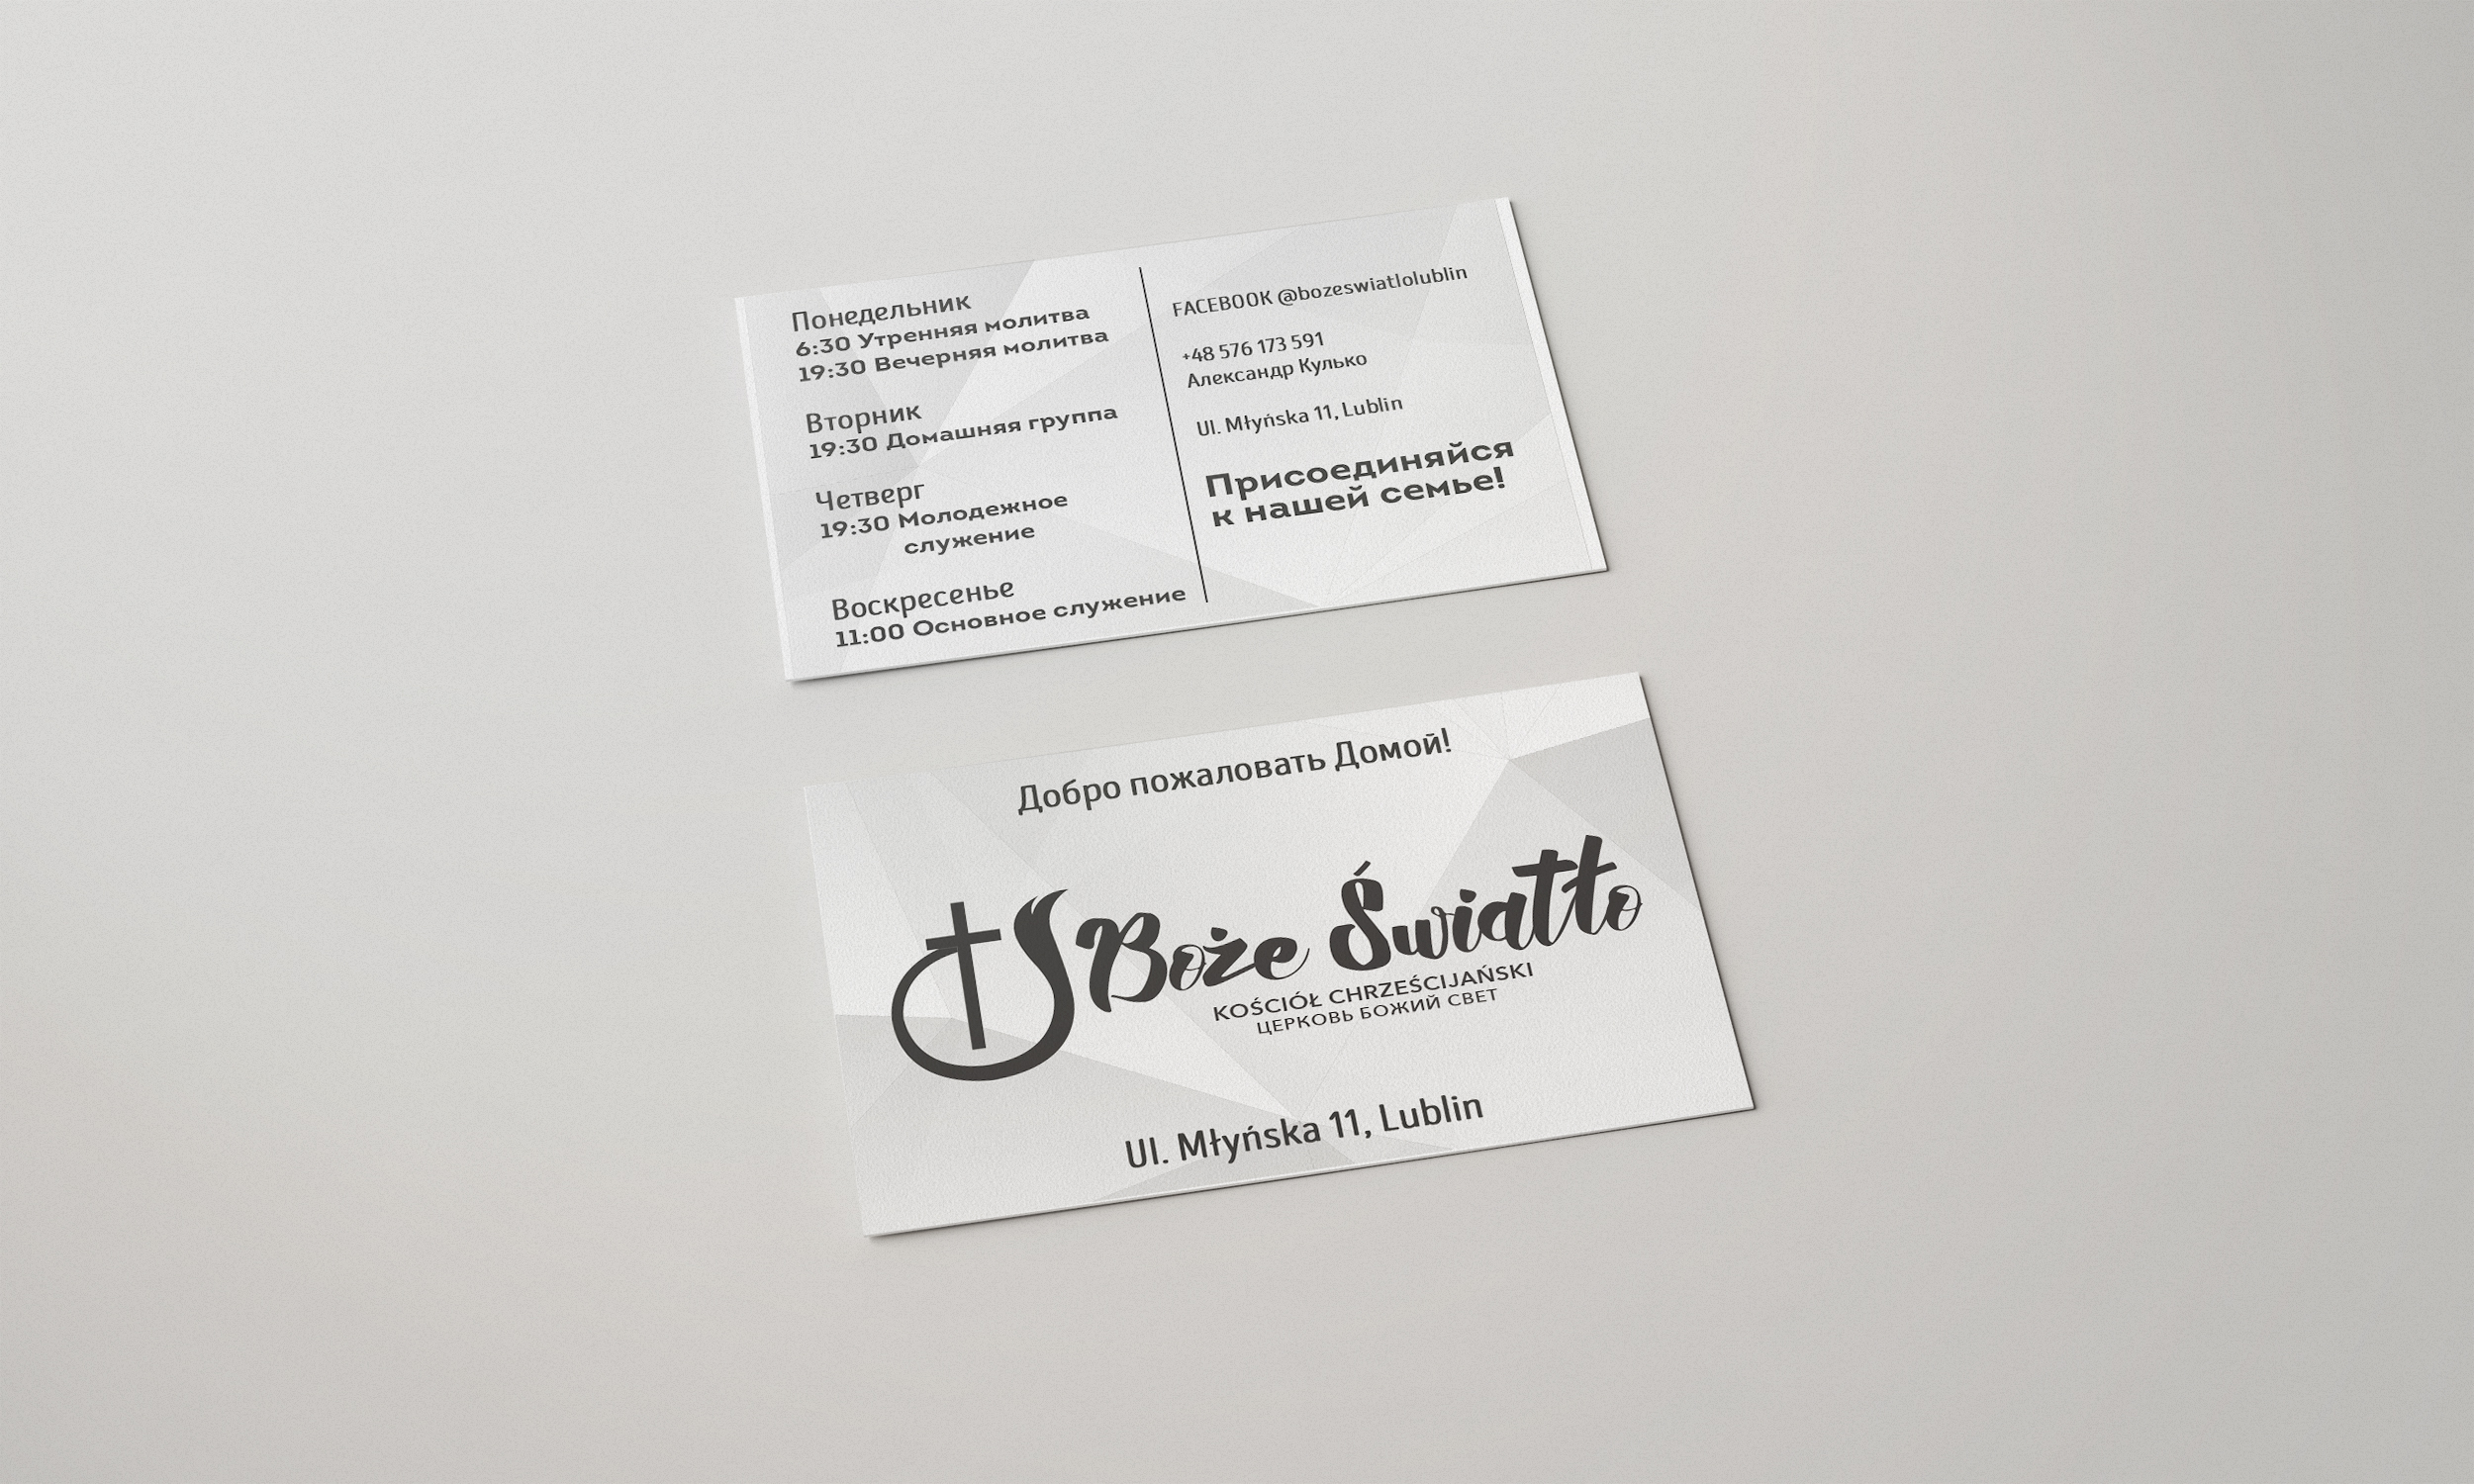 Понедельник
6:30 Утренняя молитва
19:30 Вечерняя молитва
Вторник
19:30 Домашняя группа
Четверг
19:30 Молодежное
служение
Воскресенье
11:00 Основное служение
FACEBOOK @bozeswiatlolublin
+48 576 173 591
Александр Кулько
Ul. Młyńska 11, Lublin
Присоединяйся
к нашей семье!
Добро пожаловать Домой!
Boże Światło
KOŚCIÓŁ CHRZEŚCIJAŃSKI
ЦЕРКОВЬ БОЖИЙ СВЕТ
Ul. Młyńska 11, Lublin